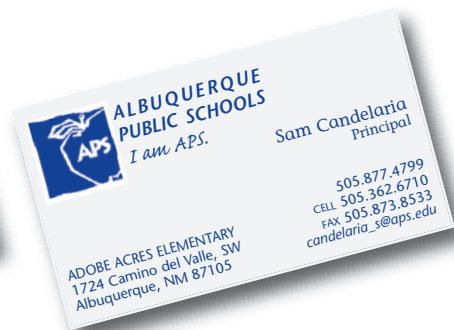 APS
ALBUQUERQUE
PUBLIC SCHOOLS
I am APS.
Sam Candelaria
Principal
505.877.4799
CELL 505.362.6710
FAX 505.873.8533
candelaria_s@aps.edu
ADOBE ACRES ELEMENTARY
1724 Camino del Valle, SW
Albuquerque, NM 87105